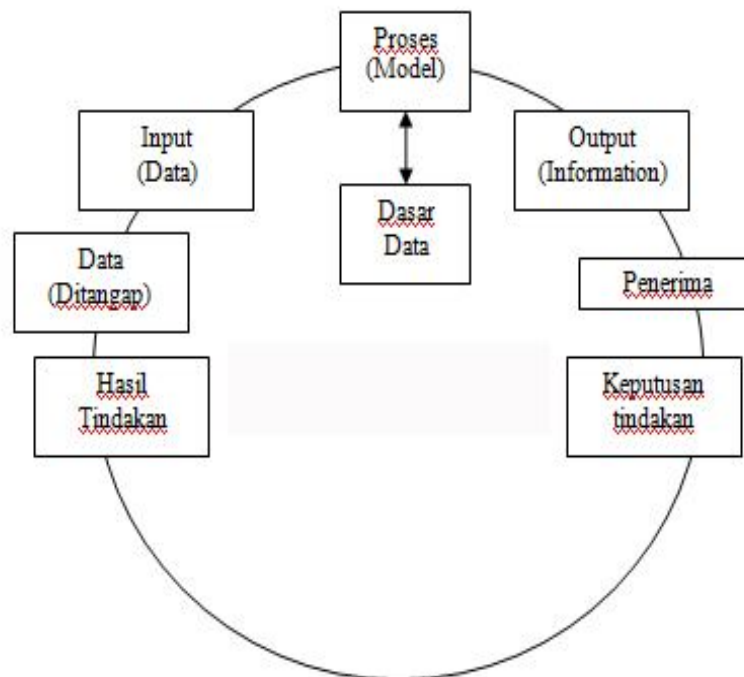 Proses
(Model)
Input
(Data)
Output
(Information)
Dasar
Data
Data
(Ditangap)
Penerima
Hasil
Tindakan
Keputusan
tindakan